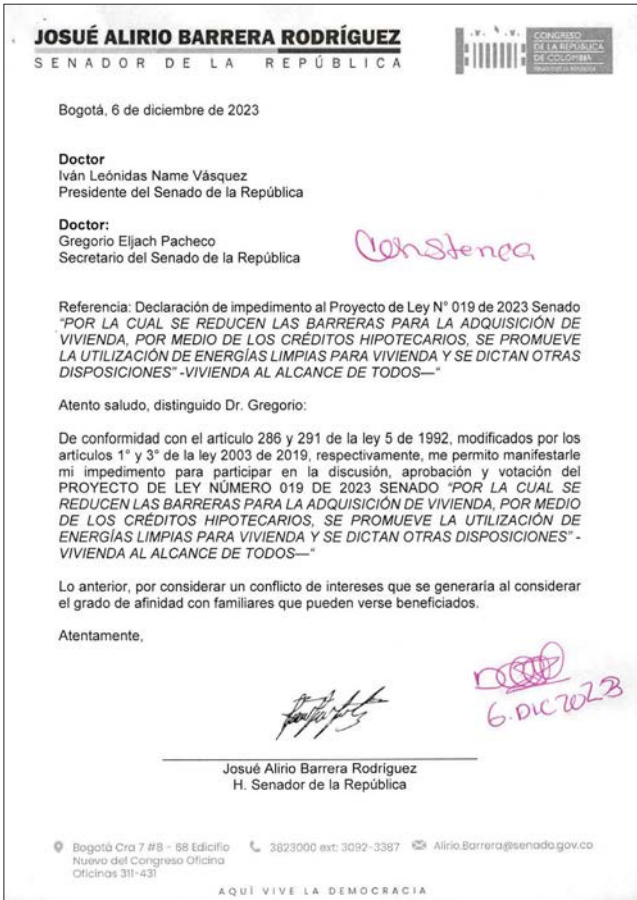 JOSUÉ ALIRIO BARRERA RODRÍGUEZ
SENADOR DE LA REPÚBLICA
CONGRESO
DE LA REPÚBLICA
DE COLOMBIA
Bogotá, 6 de diciembre de 2023
Doctor
Iván Leónidas Name Vásquez
Presidente del Senado de la República
Doctor:
Gregorio Eljach Pacheco
Secretario del Senado de la República
Referencia: Declaración de impedimento al Proyecto de Ley N° 019 de 2023 Senado
"POR LA CUAL SE REDUCEN LAS BARRERAS PARA LA ADQUISICIÓN DE
VIVIENDA, POR MEDIO DE LOS CRÉDITOS HIPOTECARIOS, SE PROMUEVE
LA UTILIZACIÓN DE ENERGÍAS LIMPIAS PARA VIVIENDA Y SE DICTAN OTRAS
DISPOSICIONES" -VIVIENDA AL ALCANCE DE TODOS—"
Atento saludo, distinguido Dr. Gregorio:
De conformidad con el artículo 286 y 291 de la ley 5 de 1992, modificados por los
artículos 1° y 3° de la ley 2003 de 2019, respectivamente, me permito manifestarle
mi impedimento para participar en la discusión, aprobación y votación del
PROYECTO DE LEY NÚMERO 019 DE 2023 SENADO "POR LA CUAL SE
REDUCEN LAS BARRERAS PARA LA ADQUISICIÓN DE VIVIENDA, POR MEDIO
DE LOS CRÉDITOS HIPOTECARIOS, SE PROMUEVE LA UTILIZACIÓN DE
ENERGÍAS LIMPIAS PARA VIVIENDA Y SE DICTAN OTRAS DISPOSICIONES" -
VIVIENDA AL ALCANCE DE TODOS—"
Lo anterior, por considerar un conflicto de intereses que se generaría al considerar
el grado de afinidad con familiares que pueden verse beneficiados.
Atentamente,
6. DIC 2023
Josué Alirio Barrera Rodríguez
H. Senador de la República
Bogotá Cra 7 #8 - 68 Edicifio
Nuevo del Congreso Oficina
Oficinas 311-431
3823000 ext: 3092-3387
Alirio.Barrera@senado.gov.co
AQUÍ VIVE LA DEMOCRACIA